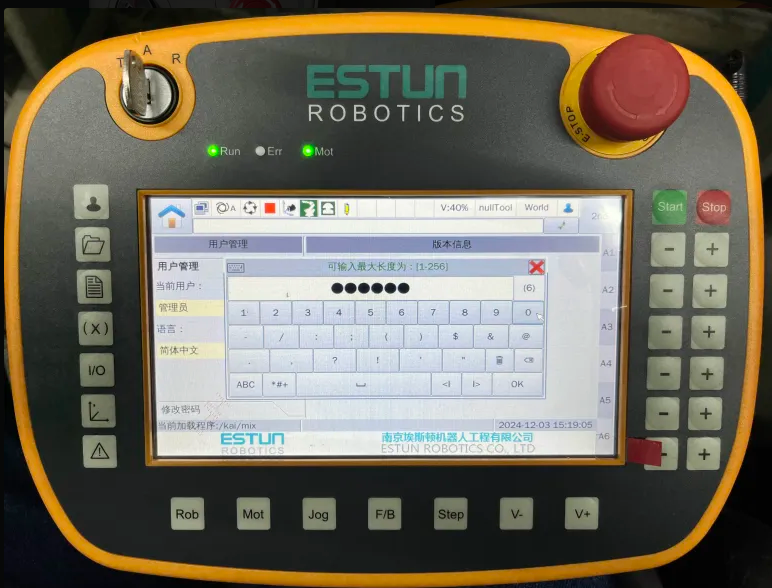 T A R
ESTUN
ROBOTICS
E-STOP
Run Err Mot
Start Stop
A V:40% nullTool World
用户管理 版本信息
用户管理
可输入最大长度为：[1-256]
当前用户：
●●●●●● (6)
管理员
1 2 3 4 5 6 7 8 9 0
语言：
- / : ; ( ) $ & @
简体中文
. , ? ! ' "
ABC *#+ <| |> OK
修改密码
当前加载程序:/kai/mix 2024-12-03 15:19:05
A1
A2
A3
A4
A5
A6
- +
- +
- +
- +
- +
- +
(X)
I/O
ESTUN 南京埃斯顿机器人工程有限公司
ROBOTICS ESTUN ROBOTICS CO., LTD
Rob Mot Jog F/B Step V- V+